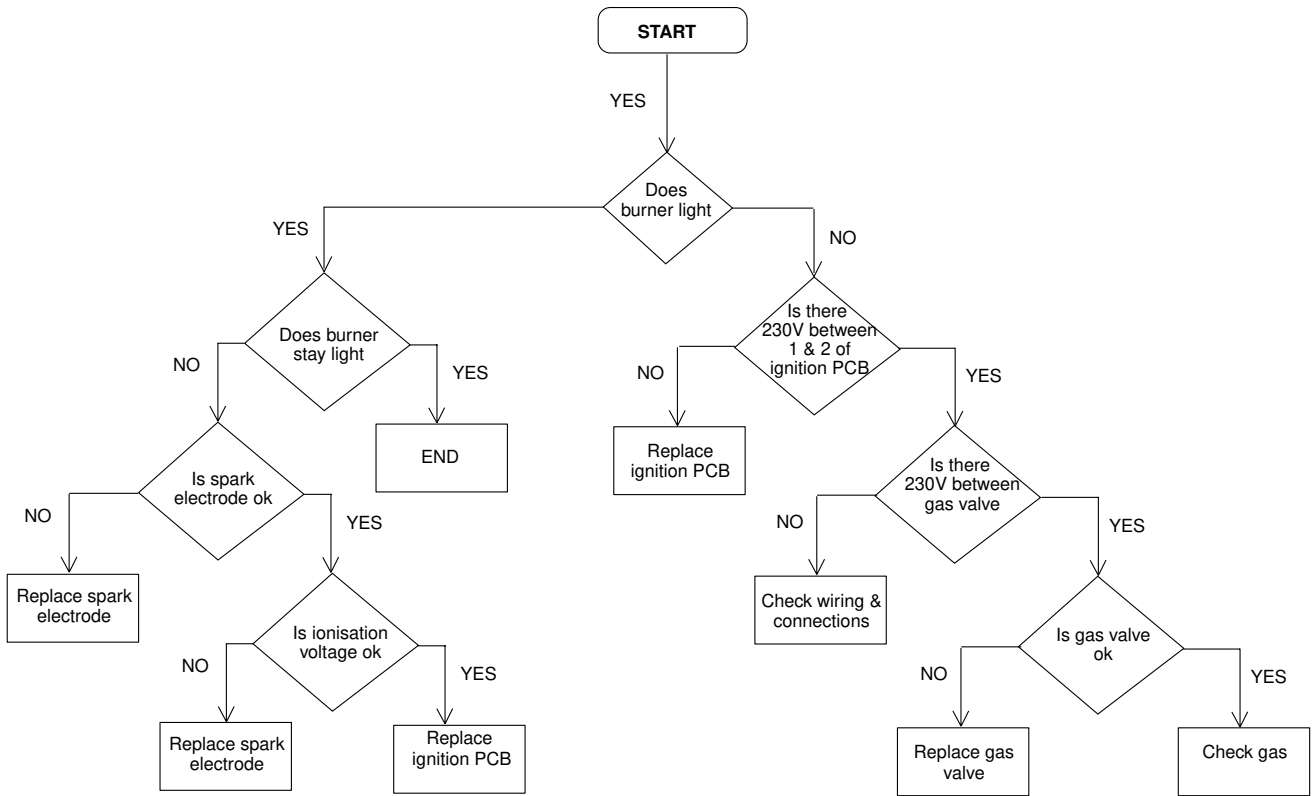 START
YES
Does
burner light
YES
NO
Does burner
stay light
Is there
230V between
1 & 2 of
ignition PCB
NO
YES
NO
YES
END
Replace
ignition PCB
Is spark
electrode ok
Is there
230V between
gas valve
NO
YES
NO
YES
Replace spark
electrode
Check wiring &
connections
Is ionisation
voltage ok
Is gas valve
ok
NO
YES
NO
YES
Replace spark
electrode
Replace
ignition PCB
Replace gas
valve
Check gas